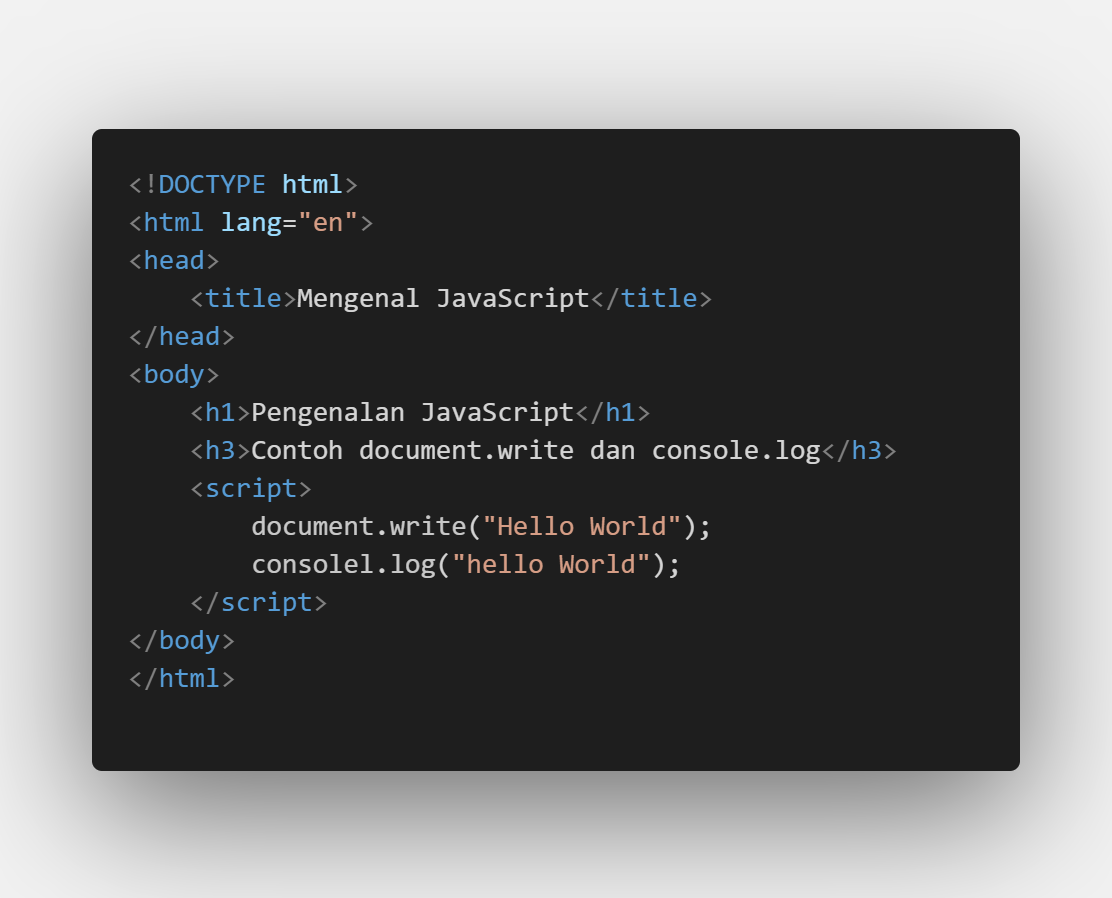 <!DOCTYPE html>
<html lang="en">
<head>
    <title>Mengenal JavaScript</title>
</head>
<body>
    <h1>Pengenalan JavaScript</h1>
    <h3>Contoh document.write dan console.log</h3>
    <script>
        document.write("Hello World");
        consolel.log("hello World");
    </script>
</body>
</html>